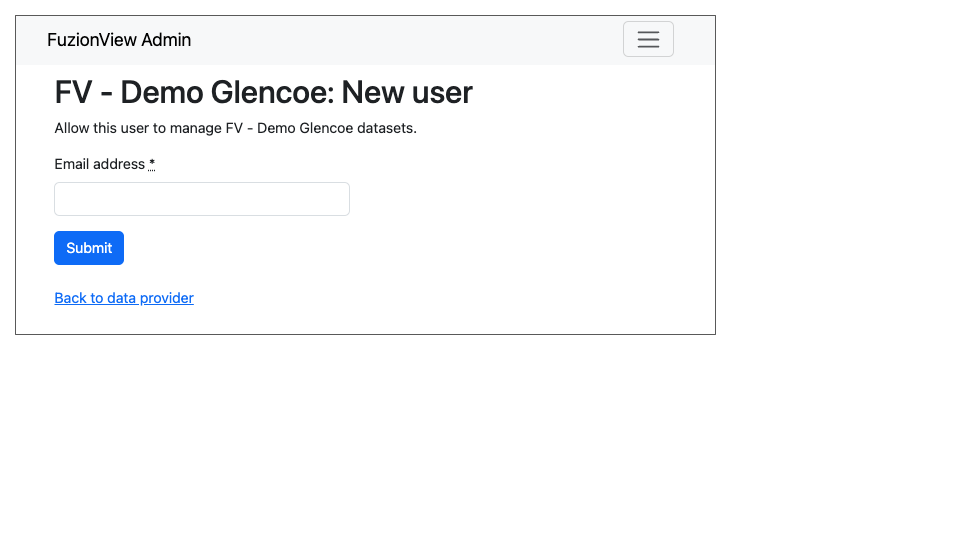 FuzionView Admin
FV - Demo Glencoe: New user
Allow this user to manage FV - Demo Glencoe datasets.
Email address *
Submit
Back to data provider